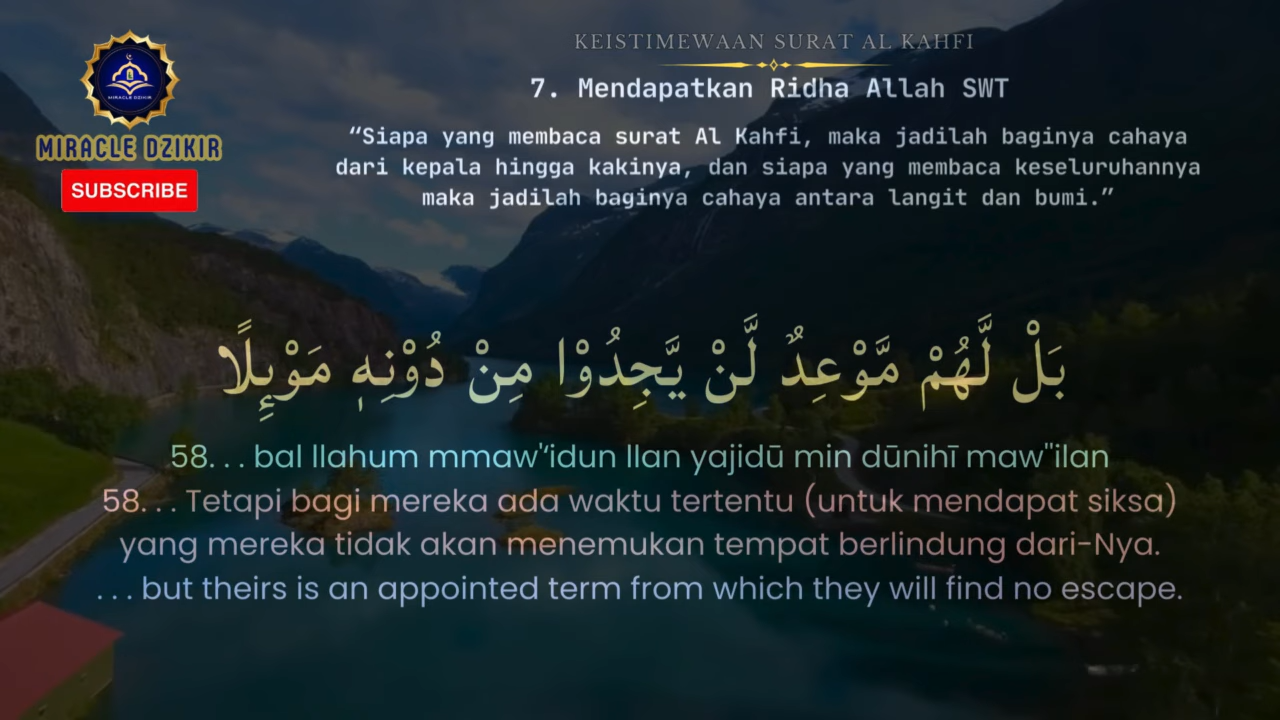 MIRACLE DZIKIR
MIRACLE DZIKIR
SUBSCRIBE
KEISTIMEWAAN SURAT AL KAHFI
7. Mendapatkan Ridha Allah SWT
“Siapa yang membaca surat Al Kahfi, maka jadilah baginya cahaya
dari kepala hingga kakinya, dan siapa yang membaca keseluruhannya
maka jadilah baginya cahaya antara langit dan bumi.”
بَلْ لَّهُمْ مَّوْعِدٌ لَّنْ يَّجِدُوْا مِنْ دُوْنِهٖ مَوْىِٕلًا
58. . . bal llahum mmaw"‘idun llan yajidū min dūnihī maw"ilan
58. . . Tetapi bagi mereka ada waktu tertentu (untuk mendapat siksa)
yang mereka tidak akan menemukan tempat berlindung dari-Nya.
. . . but theirs is an appointed term from which they will find no escape.